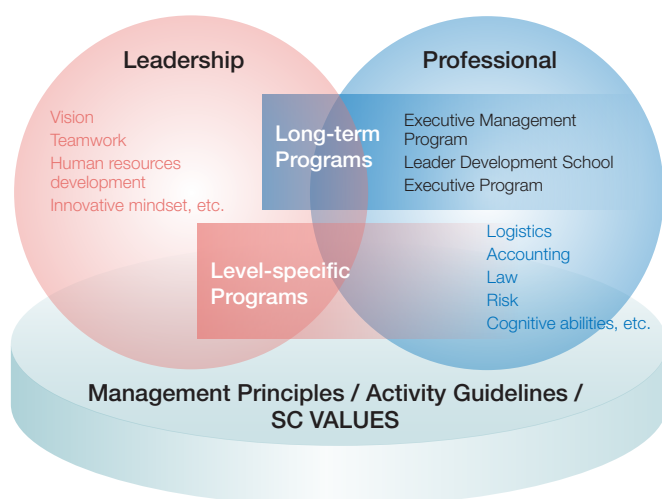 Leadership
Professional
Vision
Teamwork
Human resources
development
Innovative mindset, etc.
Long-term
Programs
Executive Management
Program
Leader Development School
Executive Program
Level-specific
Programs
Logistics
Accounting
Law
Risk
Cognitive abilities, etc.
Management Principles / Activity Guidelines /
SC VALUES